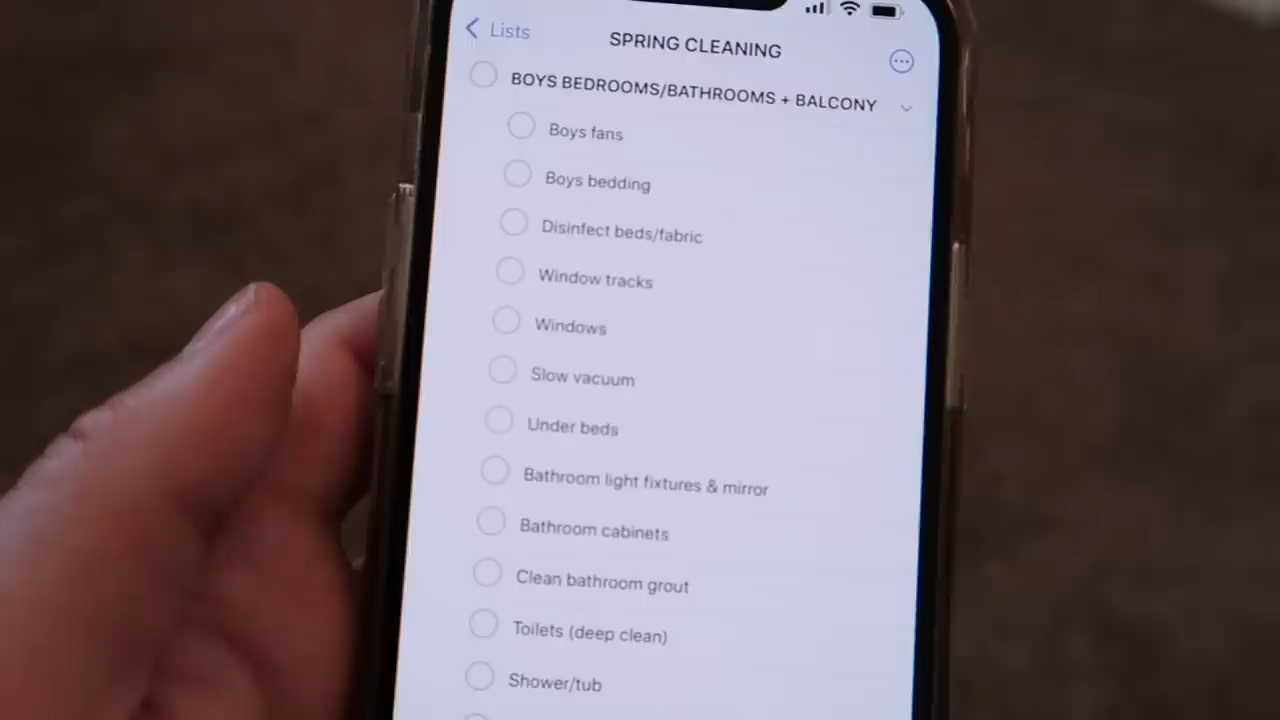 Lists
SPRING CLEANING
BOYS BEDROOMS/BATHROOMS + BALCONY
Boys fans
Boys bedding
Disinfect beds/fabric
Window tracks
Windows
Slow vacuum
Under beds
Bathroom light fixtures & mirror
Bathroom cabinets
Clean bathroom grout
Toilets (deep clean)
Shower/tub